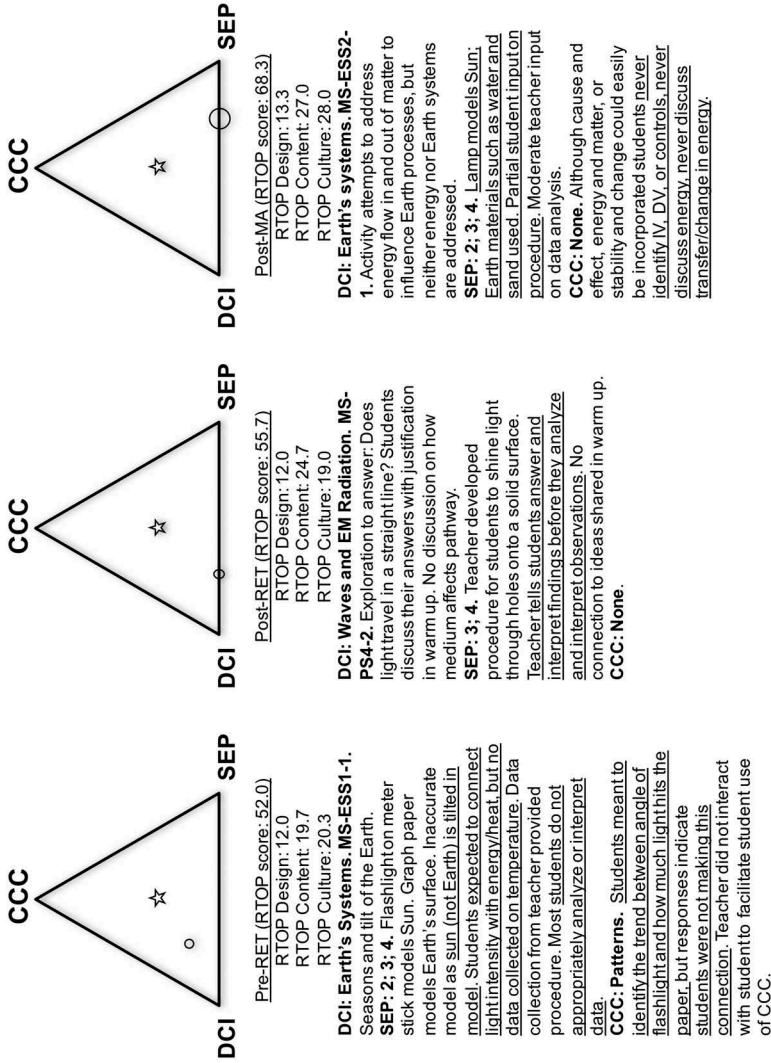 CCC
DCI
SEP
Pre-RET (RTOP score: 52.0)
RTOP Design: 12.0
RTOP Content: 19.7
RTOP Culture: 20.3
DCI: Earth's Systems. MS-ESS1-1.
Seasons and tilt of the Earth.
SEP: 2; 3; 4. Flashlight on meter
stick models Sun. Graph paper
models Earth's surface. Inaccurate
model as sun (not Earth) is tilted in
model. Students expected to connect
light intensity with energy/heat, but no
data collected on temperature. Data
collection from teacher provided
procedure. Most students do not
appropriately analyze or interpret
data.
CCC: Patterns. Students meant to
identify the trend between angle of
flashlight and how much light hits the
paper, but responses indicate
students were not making this
connection. Teacher did not interact
with student to facilitate student use
of CCC.
CCC
DCI
SEP
Post-RET (RTOP score: 55.7)
RTOP Design: 12.0
RTOP Content: 24.7
RTOP Culture: 19.0
DCI: Waves and EM Radiation. MS-
PS4-2. Exploration to answer: Does
light travel in a straight line? Students
discuss their answers with justification
in warm up. No discussion on how
medium affects pathway.
SEP: 3; 4. Teacher developed
procedure for students to shine light
through holes onto a solid surface.
Teacher tells students answer and
interpret findings before they analyze
and interpret observations. No
connection to ideas shared in warm up.
CCC: None.
CCC
DCI
SEP
Post-MA (RTOP score: 68.3)
RTOP Design: 13.3
RTOP Content: 27.0
RTOP Culture: 28.0
DCI: Earth's systems. MS-ESS2-
1. Activity attempts to address
energy flow in and out of matter to
influence Earth processes, but
neither energy nor Earth systems
are addressed.
SEP: 2; 3; 4. Lamp models Sun;
Earth materials such as water and
sand used. Partial student input on
procedure. Moderate teacher input
on data analysis.
CCC: None. Although cause and
effect, energy and matter, or
stability and change could easily
be incorporated students never
identify IV, DV, or controls, never
discuss energy, never discuss
transfer/change in energy.